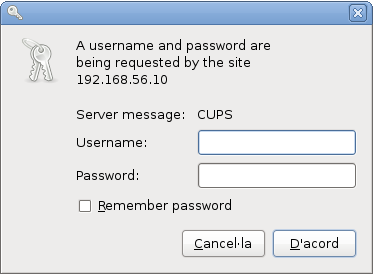 A username and password are
being requested by the site
192.168.56.10
Server message: CUPS
Username:
Password:
Remember password
Cancel·la D'acord